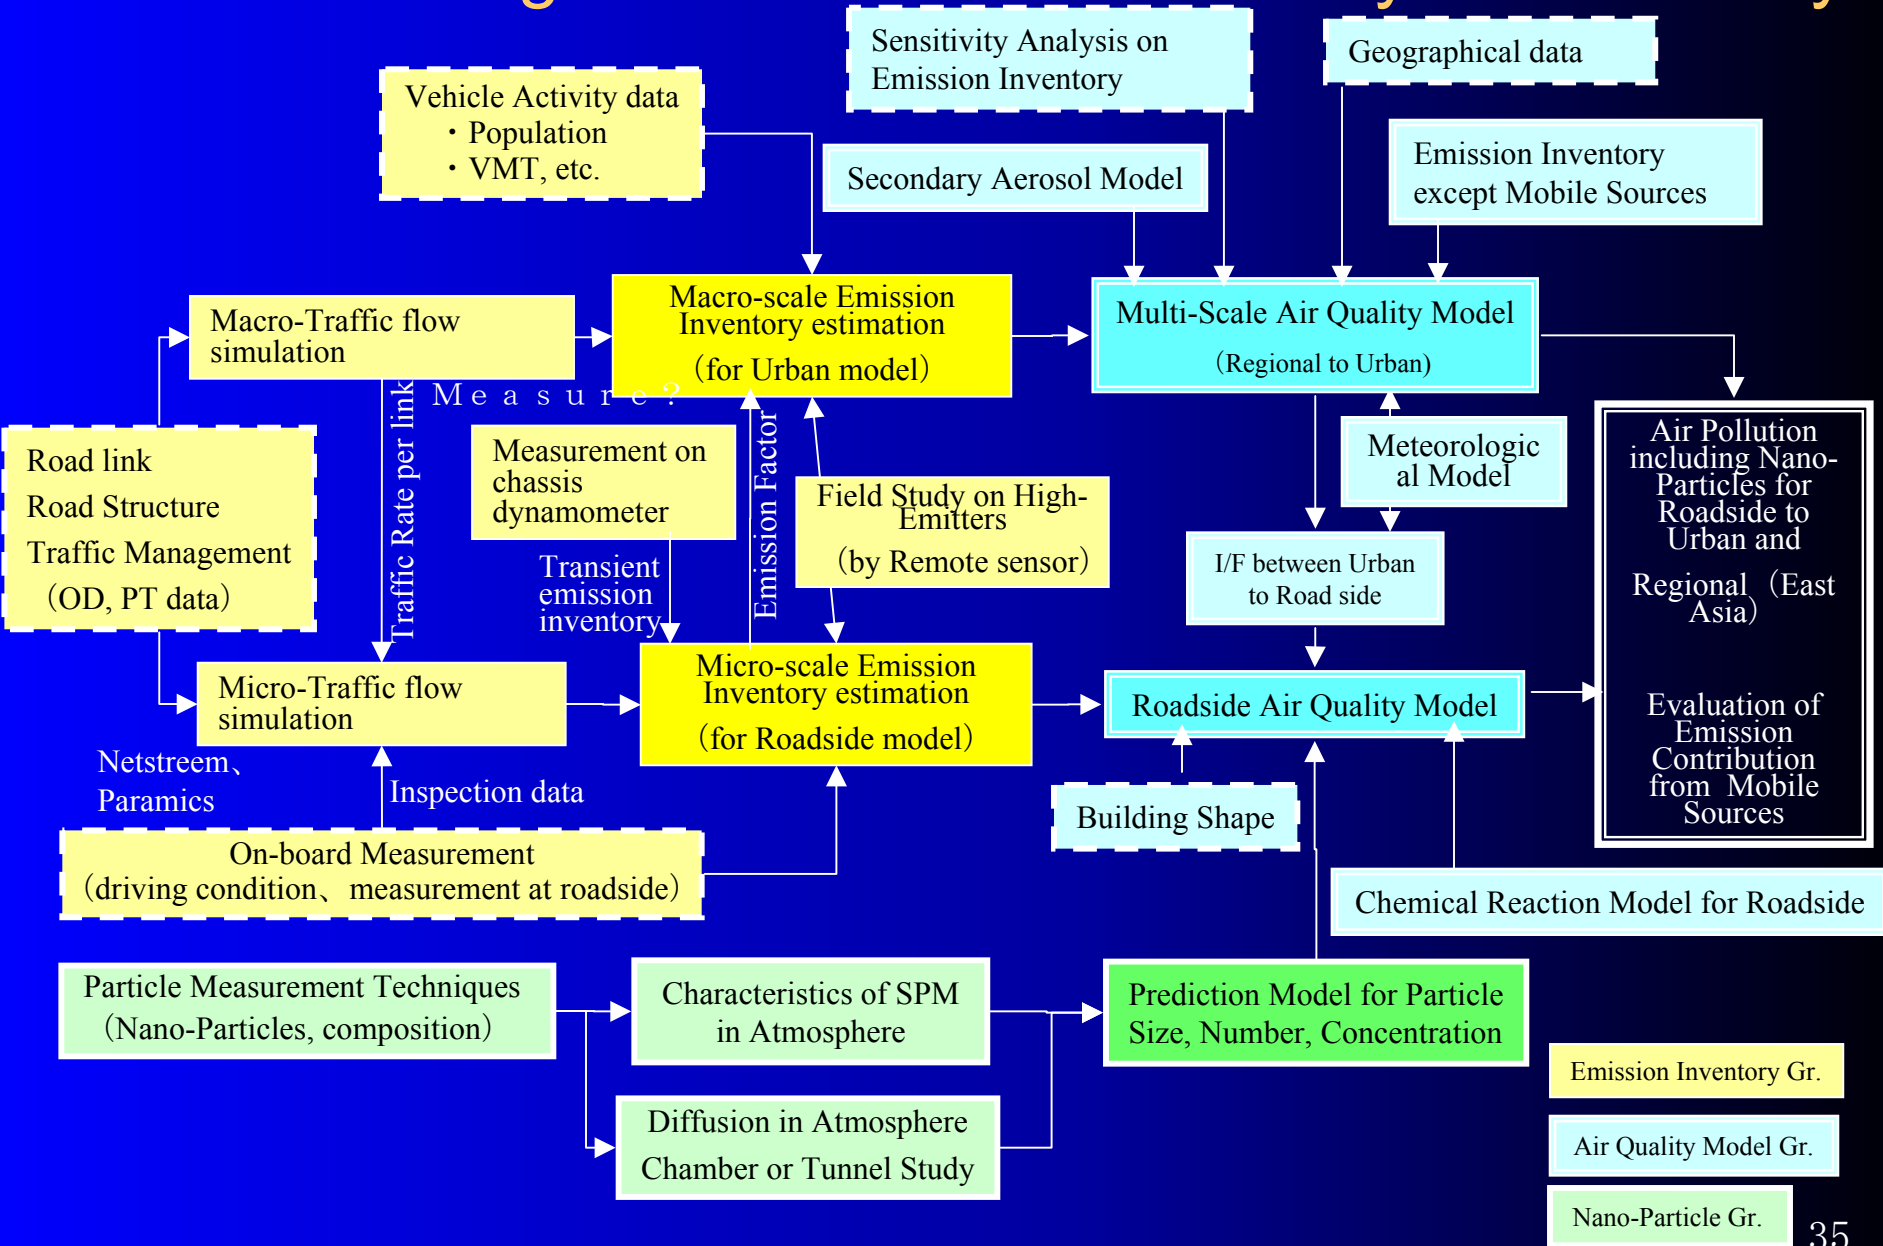 Sensitivity Analysis on
Emission Inventory
Geographical data
Vehicle Activity data
・Population
・VMT, etc.
Secondary Aerosol Model
Emission Inventory
except Mobile Sources
Macro-Traffic flow
simulation
Macro-scale Emission
Inventory estimation
（for Urban model）
Multi-Scale Air Quality Model
（Regional to Urban）
Ｍｅａｓｕｒｅ？
Traffic Rate per link
Road link
Road Structure
Traffic Management
（OD, PT data）
Measurement on
chassis
dynamometer
Emission Factor
Field Study on High-
Emitters
（by Remote sensor）
Meteorologic
al Model
Air Pollution
including Nano-
Particles for
Roadside to
Urban and
Regional（East
Asia）
Evaluation of
Emission
Contribution
from Mobile
Sources
Transient
emission
inventory
I/F between Urban
to Road side
Micro-Traffic flow
simulation
Micro-scale Emission
Inventory estimation
（for Roadside model）
Roadside Air Quality Model
Netstreem、
Paramics
Inspection data
Building Shape
On-board Measurement
（driving condition、measurement at roadside）
Chemical Reaction Model for Roadside
Particle Measurement Techniques
（Nano-Particles, composition）
Characteristics of SPM
in Atmosphere
Prediction Model for Particle
Size, Number, Concentration
Diffusion in Atmosphere
Chamber or Tunnel Study
Emission Inventory Gr.
Air Quality Model Gr.
Nano-Particle Gr.
35